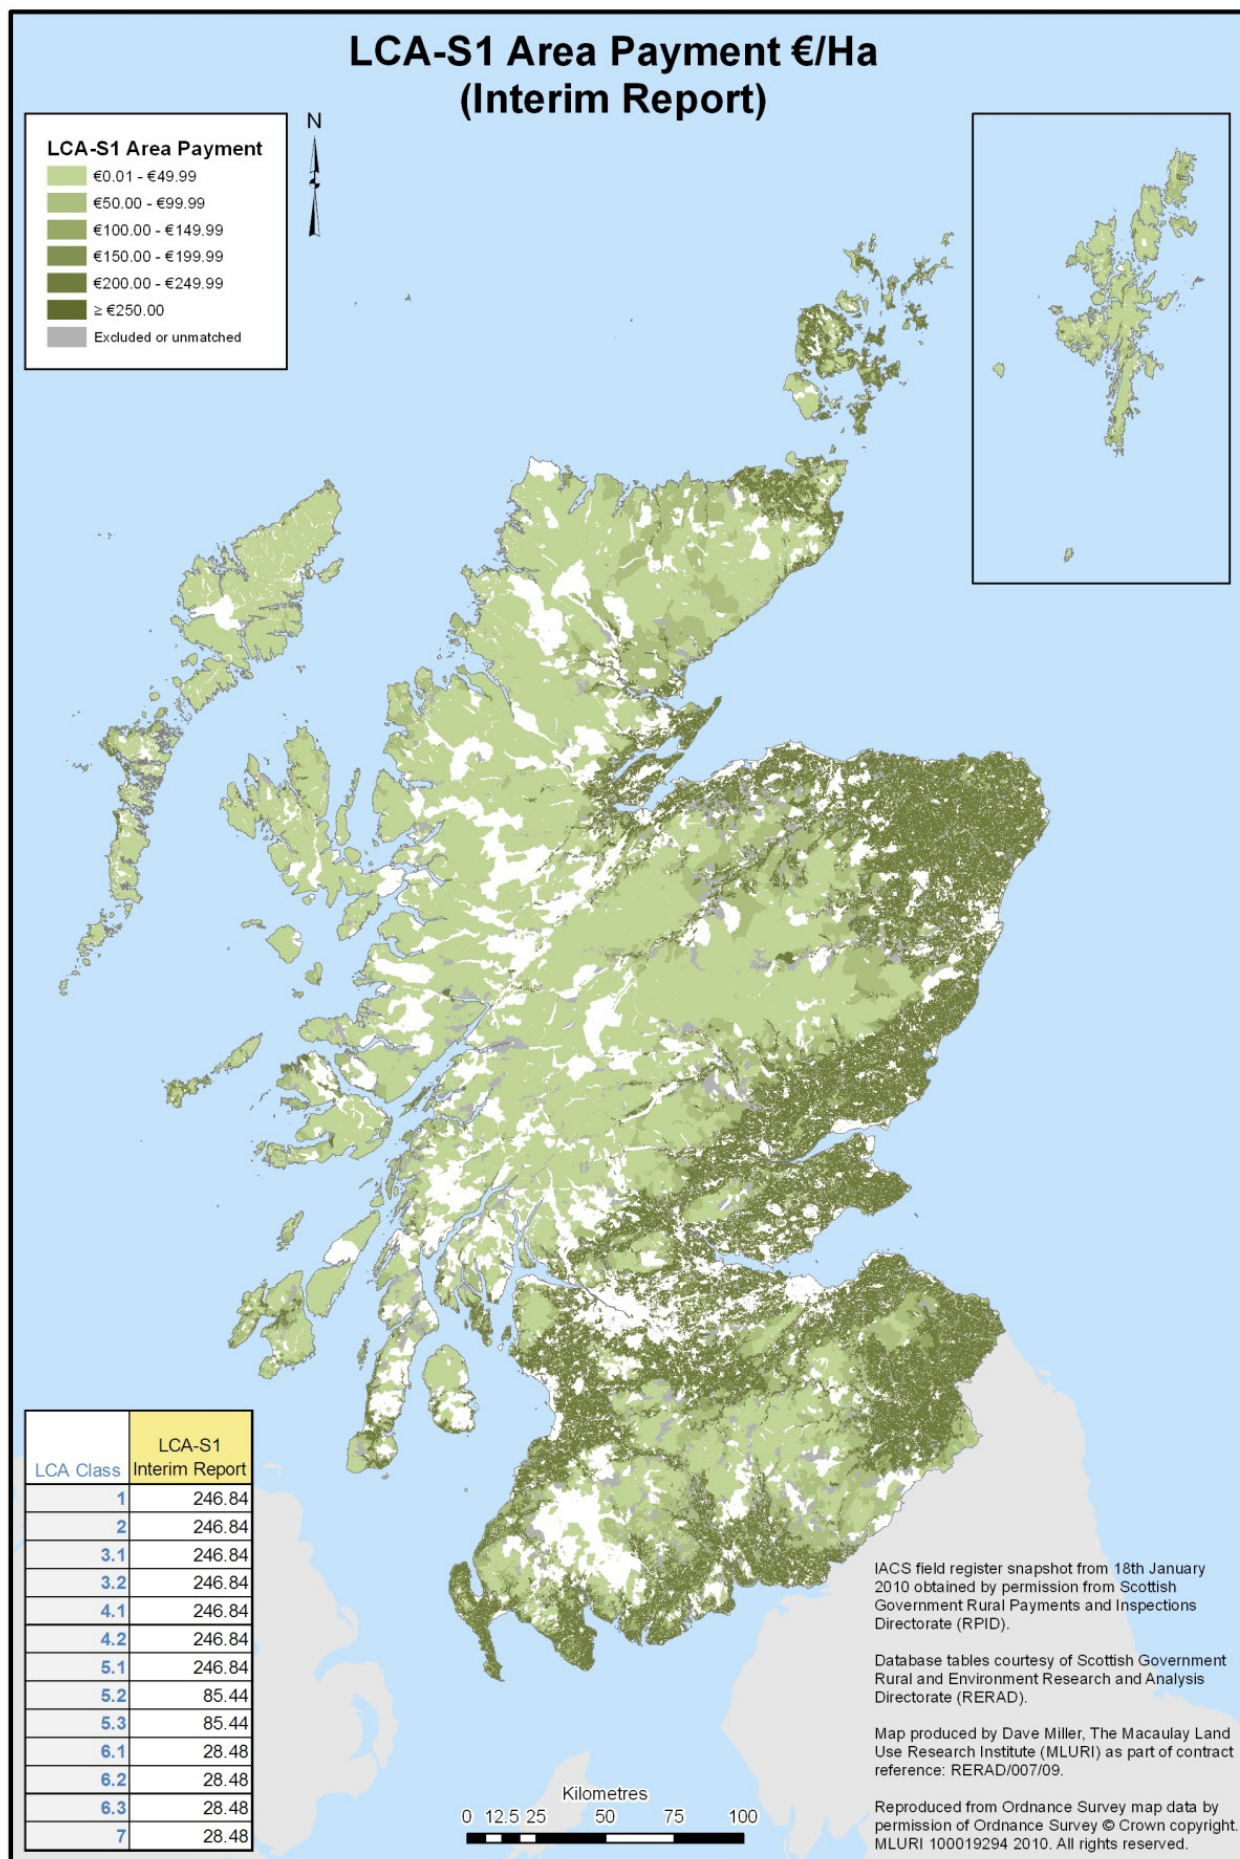 LCA-S1 Area Payment €/Ha
(Interim Report)
N
LCA-S1 Area Payment
€0.01 - €49.99
€50.00 - €99.99
€100.00 - €149.99
€150.00 - €199.99
€200.00 - €249.99
≥ €250.00
Excluded or unmatched
LCA Class LCA-S1 Interim Report
1 246.84
2 246.84
3.1 246.84
3.2 246.84
4.1 246.84
4.2 246.84
5.1 246.84
5.2 85.44
5.3 85.44
6.1 28.48
6.2 28.48
6.3 28.48
7 28.48
Kilometres
0 12.5 25 50 75 100
IACS field register snapshot from 18th January
2010 obtained by permission from Scottish
Government Rural Payments and Inspections
Directorate (RPID).
Database tables courtesy of Scottish Government
Rural and Environment Research and Analysis
Directorate (RERAD).
Map produced by Dave Miller, The Macaulay Land
Use Research Institute (MLURI) as part of contract
reference: RERAD/007/09.
Reproduced from Ordnance Survey map data by
permission of Ordnance Survey © Crown copyright.
MLURI 100019294 2010. All rights reserved.